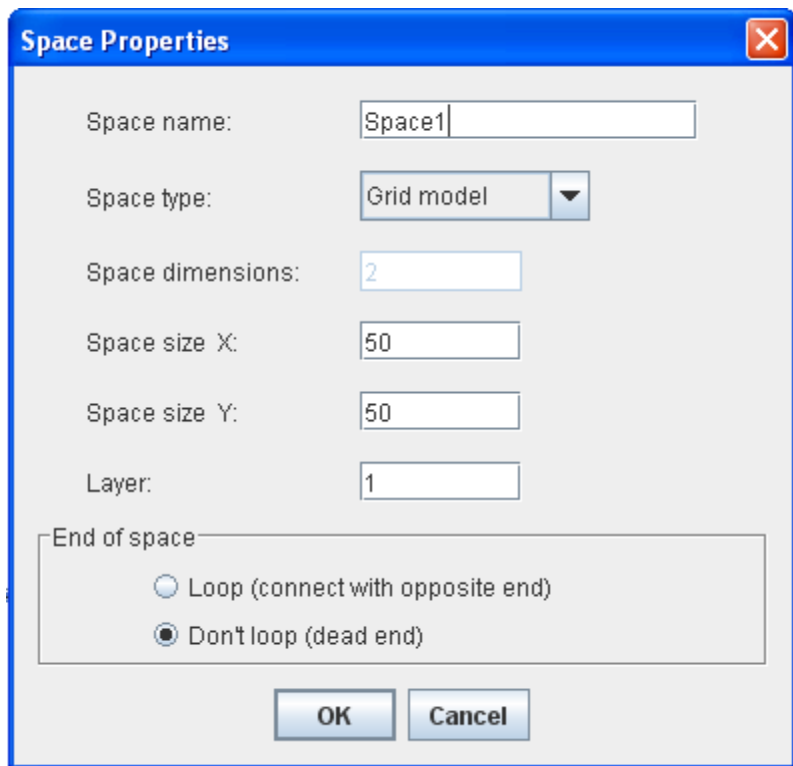 Space Properties
Space name: Space1
Space type: Grid model
Space dimensions: 2
Space size X: 50
Space size Y: 50
Layer: 1
End of space
Loop (connect with opposite end)
Don't loop (dead end)
OK Cancel